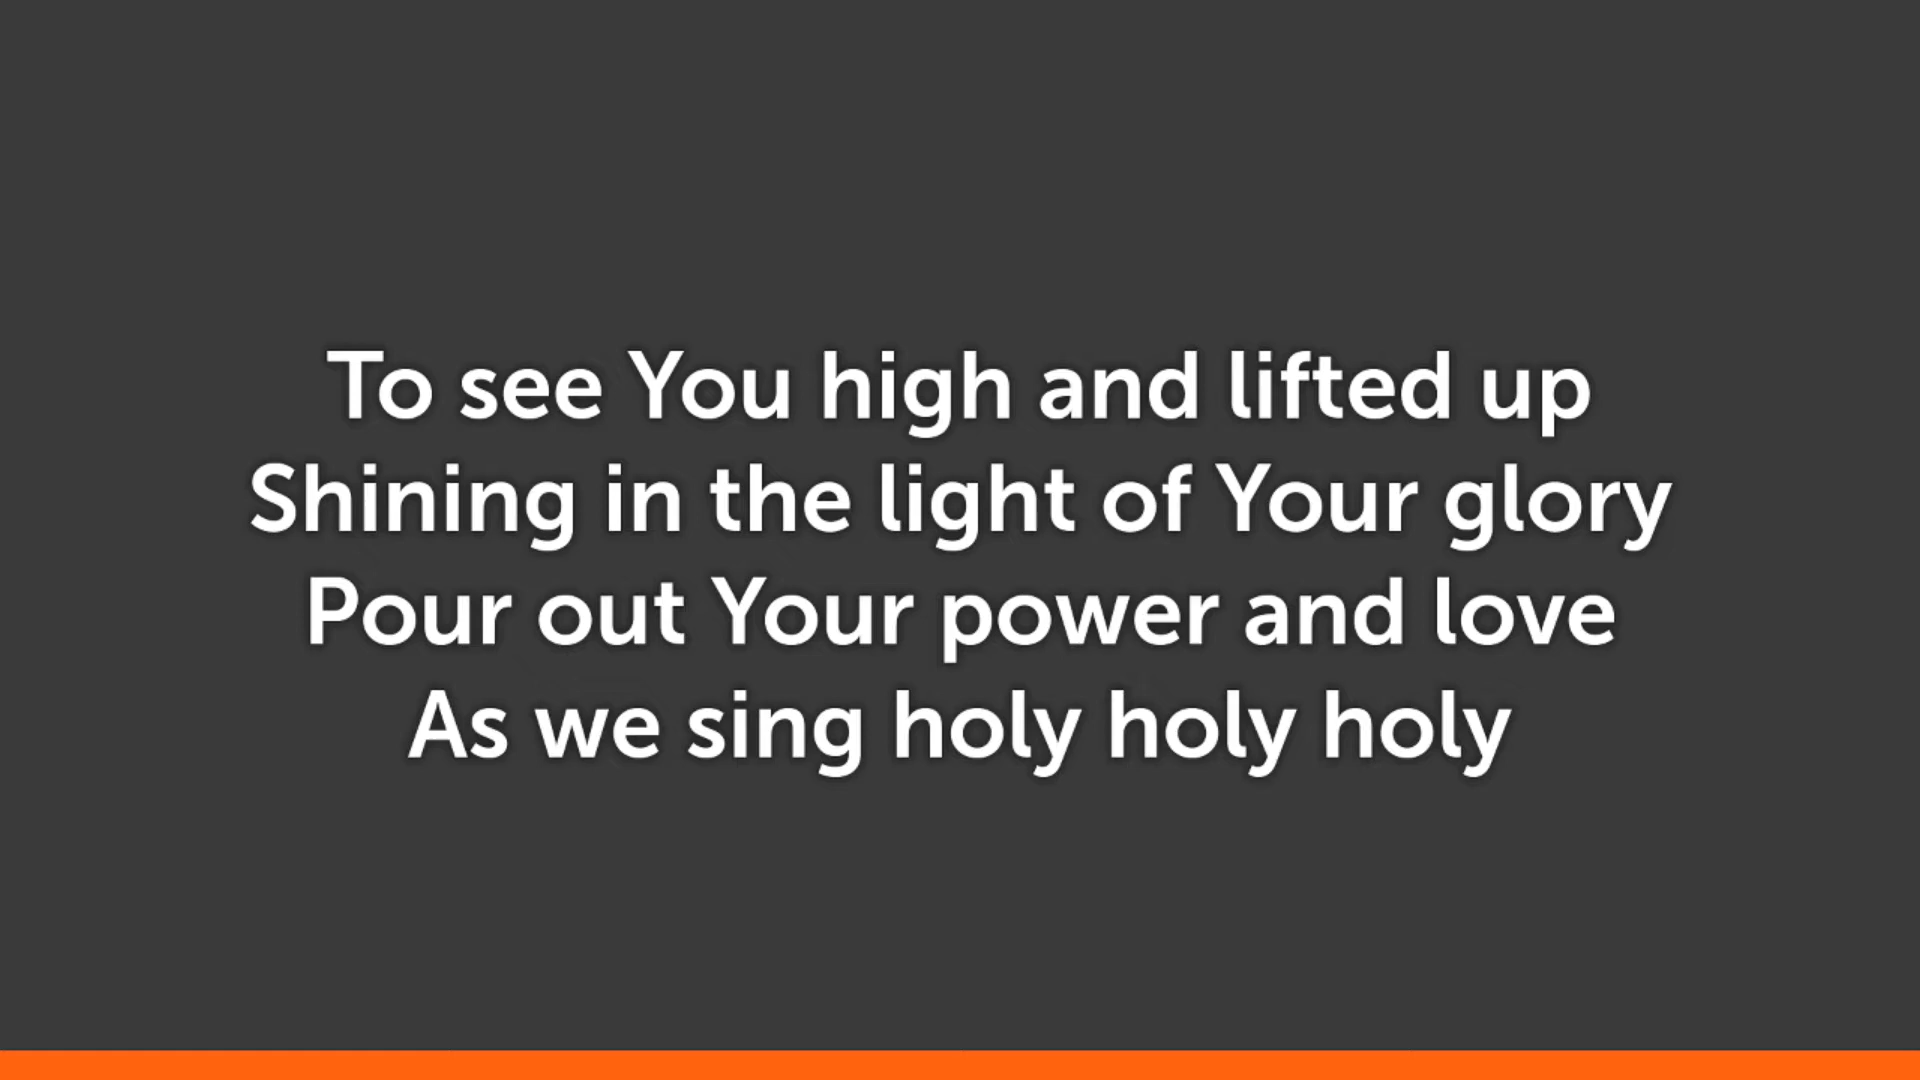 To see You high and lifted up
Shining in the light of Your glory
Pour out Your power and love
As we sing holy holy holy